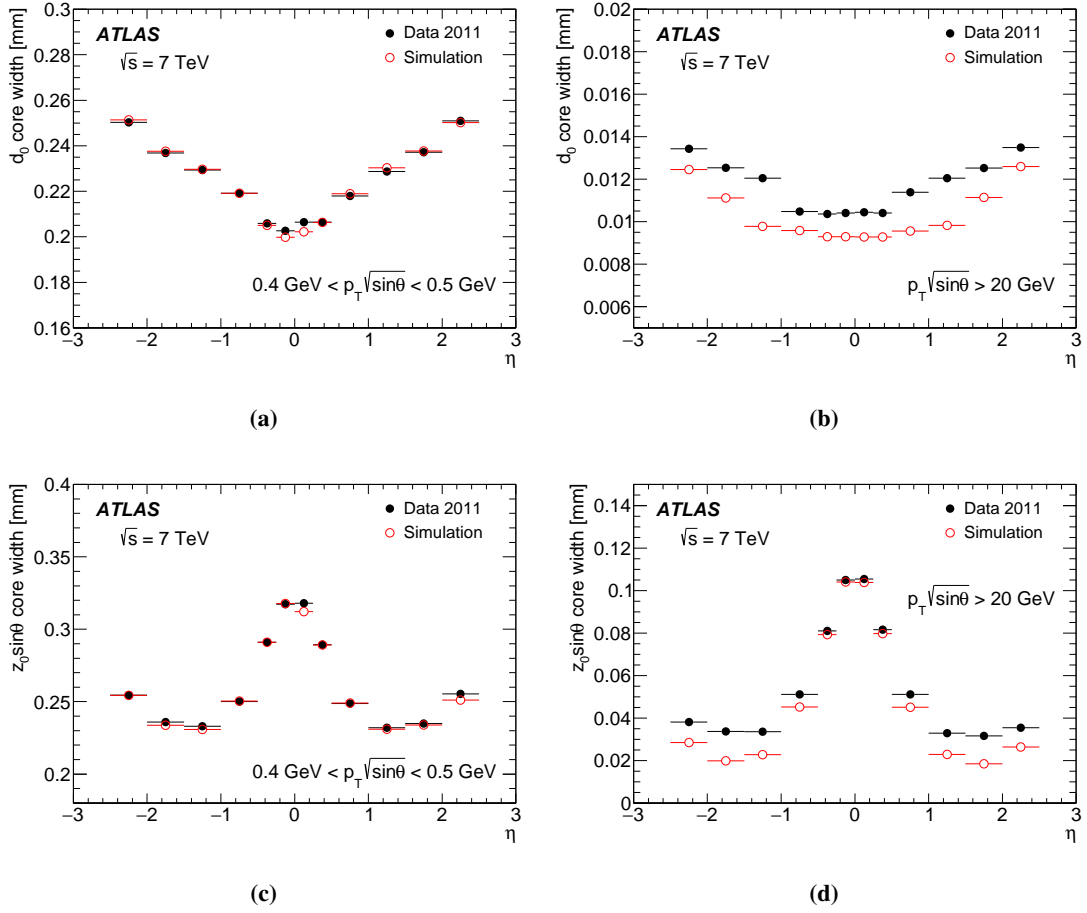 0.3
0.28
0.26
0.24
0.22
0.2
0.18
0.16
d₀ core width [mm]
ATLAS
√s = 7 TeV
Data 2011
Simulation
0.4 GeV < p_T√sinθ < 0.5 GeV
−3 −2 −1 0 1 2 3
η
(a)
0.02
0.018
0.016
0.014
0.012
0.01
0.008
0.006
d₀ core width [mm]
ATLAS
√s = 7 TeV
Data 2011
Simulation
p_T√sinθ > 20 GeV
−3 −2 −1 0 1 2 3
η
(b)
0.4
0.35
0.3
0.25
0.2
z₀sinθ core width [mm]
ATLAS
√s = 7 TeV
Data 2011
Simulation
0.4 GeV < p_T√sinθ < 0.5 GeV
−3 −2 −1 0 1 2 3
η
(c)
0.14
0.12
0.1
0.08
0.06
0.04
0.02
0
z₀sinθ core width [mm]
ATLAS
√s = 7 TeV
Data 2011
Simulation
p_T√sinθ > 20 GeV
−3 −2 −1 0 1 2 3
η
(d)